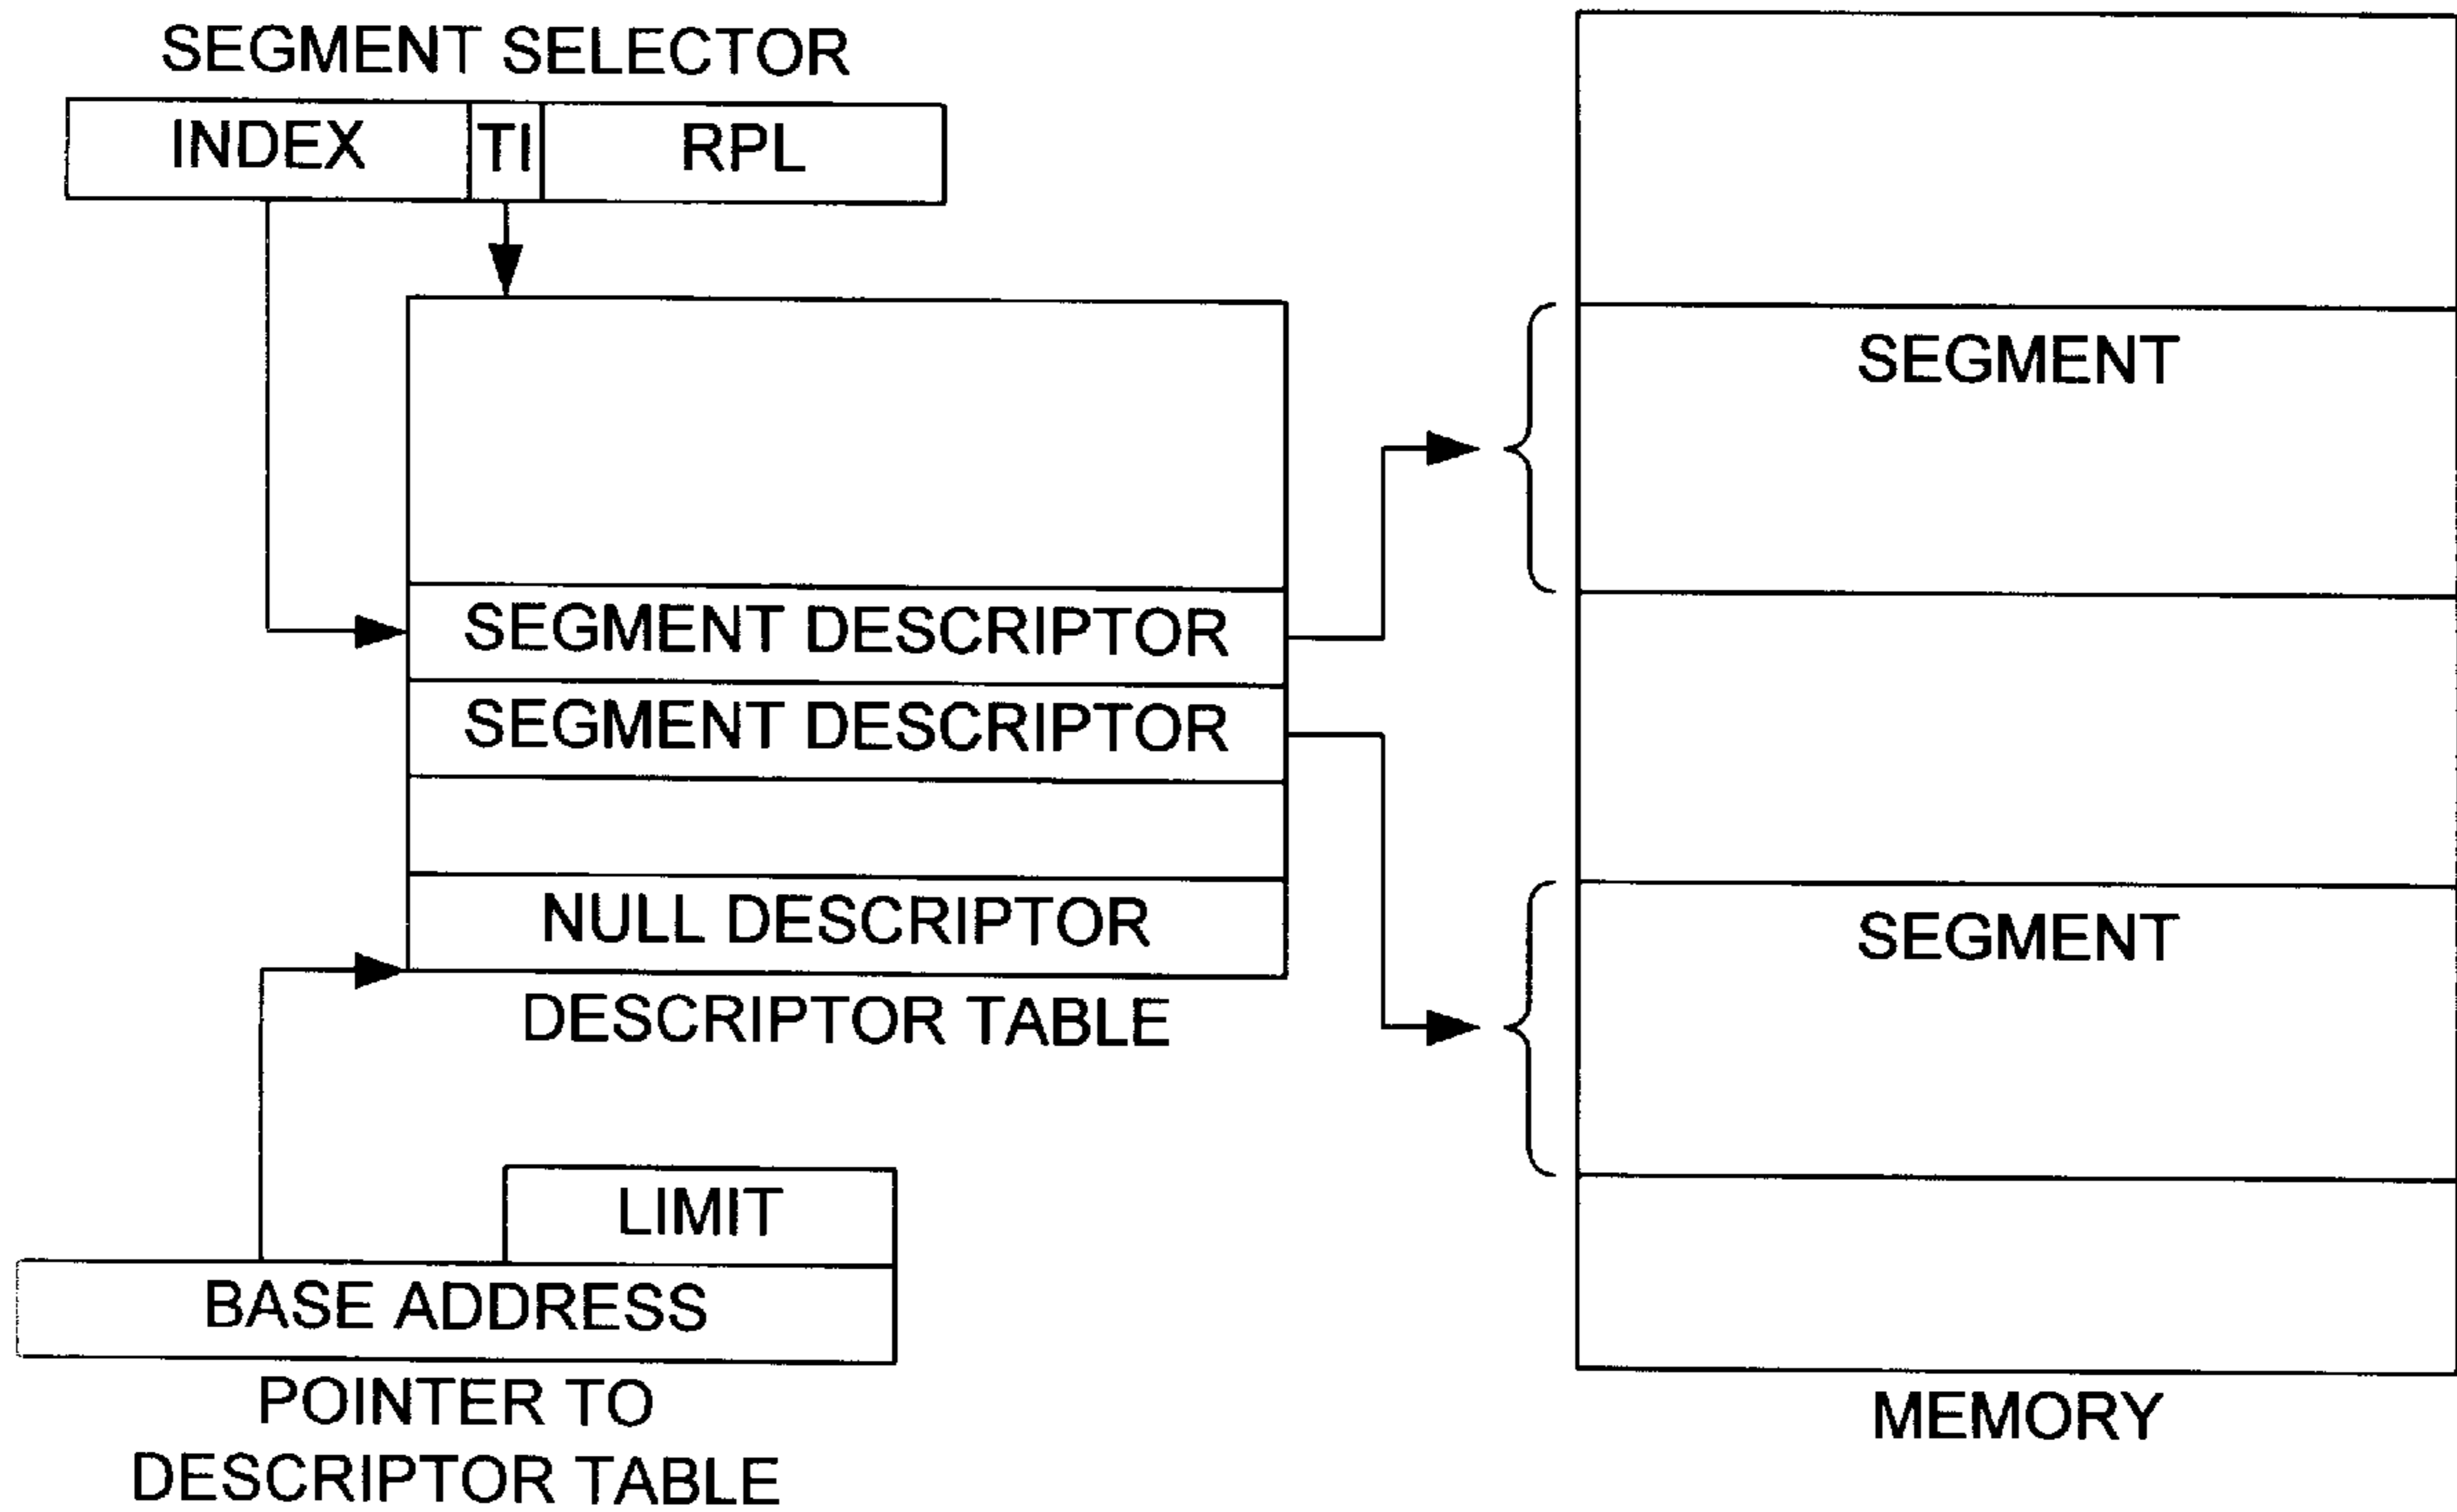 SEGMENT SELECTOR
INDEX
TI
RPL
SEGMENT
SEGMENT DESCRIPTOR
SEGMENT DESCRIPTOR
NULL DESCRIPTOR
SEGMENT
DESCRIPTOR TABLE
LIMIT
BASE ADDRESS
POINTER TO
DESCRIPTOR TABLE
MEMORY